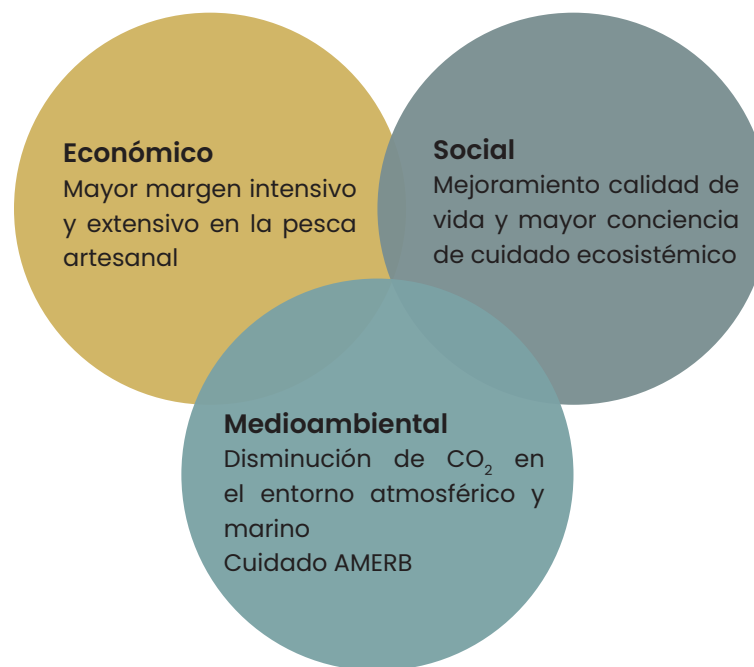 Económico
Mayor margen intensivo
y extensivo en la pesca
artesanal
Social
Mejoramiento calidad de
vida y mayor conciencia
de cuidado ecosistémico
Medioambiental
Disminución de CO₂ en
el entorno atmosférico y
marino
Cuidado AMERB